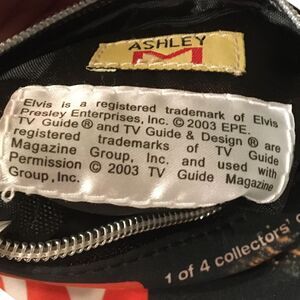 ASHLEY
M
Elvis is a registered trademark of Elvis
Presley Enterprises, Inc. © 2003 EPE.
TV Guide ® and TV Guide & Design ® are
registered trademarks of TV Guide
Magazine Group, Inc. and used with
Permission © 2003 TV Guide Magazine
Group, Inc.
1 of 4 collectors'